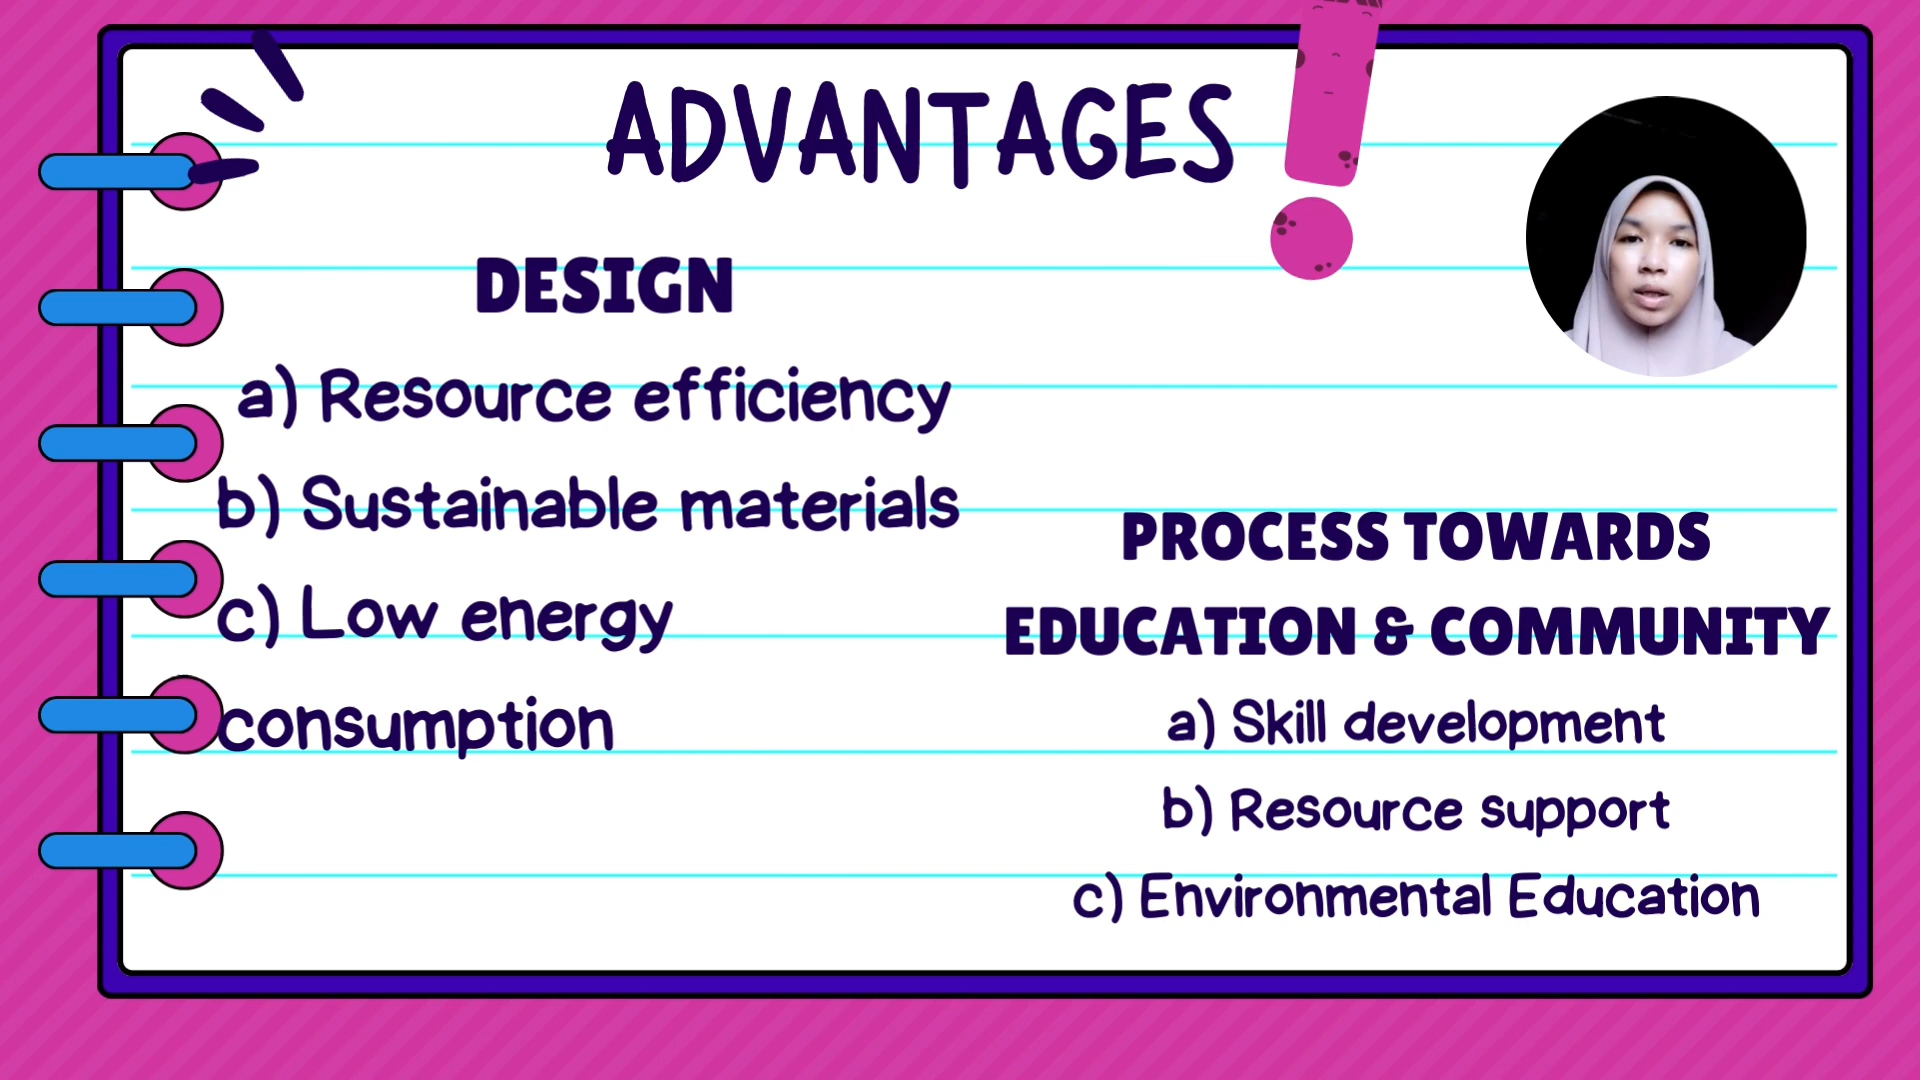 ADVANTAGES
DESIGN
a) Resource efficiency
b) Sustainable materials
c) Low energy
consumption
PROCESS TOWARDS
EDUCATION & COMMUNITY
a) Skill development
b) Resource support
c) Environmental Education